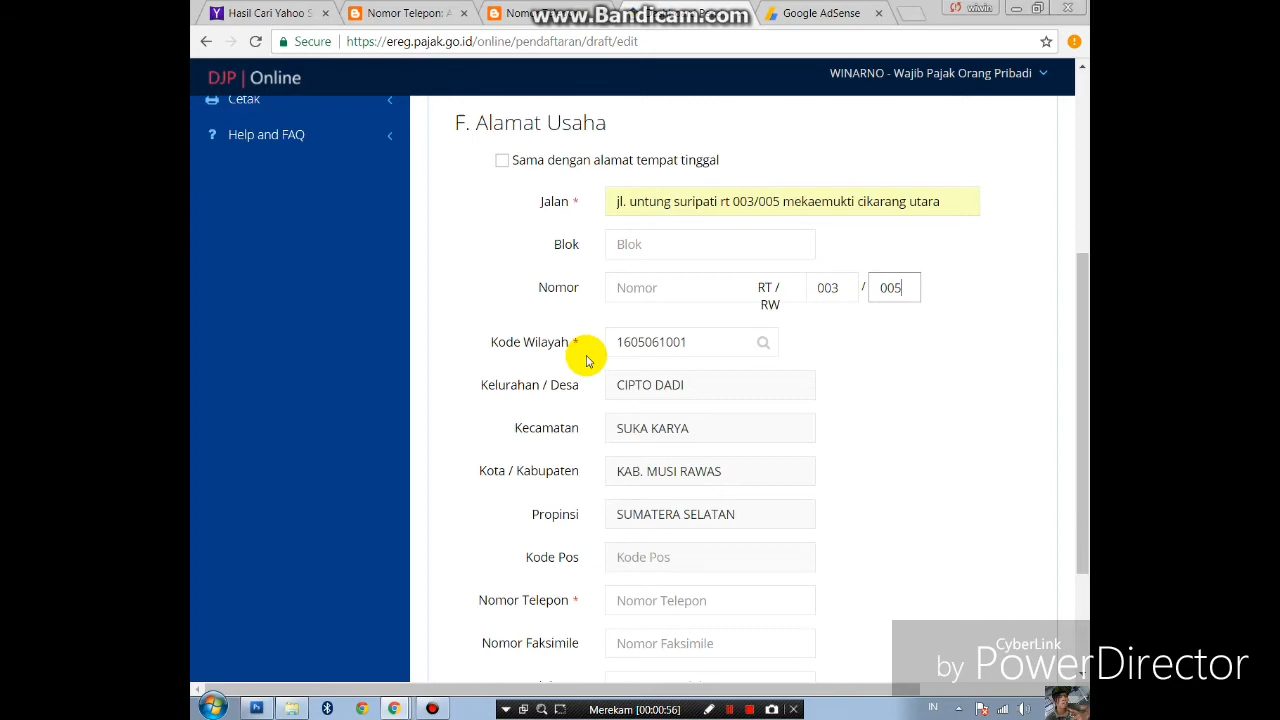 www.Bandicam.com
Hasil Cari Yahoo S
Nomor Telepon: A
Google AdSense
wiwin
Secure https://ereg.pajak.go.id/online/pendaftaran/draft/edit
DJP | Online
WINARNO - Wajib Pajak Orang Pribadi
Cetak
Help and FAQ
F. Alamat Usaha
Sama dengan alamat tempat tinggal
Jalan * jl. untung suripati rt 003/005 mekaemukti cikarang utara
Blok Blok
Nomor Nomor RT / RW 003 / 005
Kode Wilayah * 1605061001
Kelurahan / Desa CIPTO DADI
Kecamatan SUKA KARYA
Kota / Kabupaten KAB. MUSI RAWAS
Propinsi SUMATERA SELATAN
Kode Pos Kode Pos
Nomor Telepon * Nomor Telepon
Nomor Faksimile Nomor Faksimile
CyberLink
by PowerDirector
Merekam [00:00:56]
IN